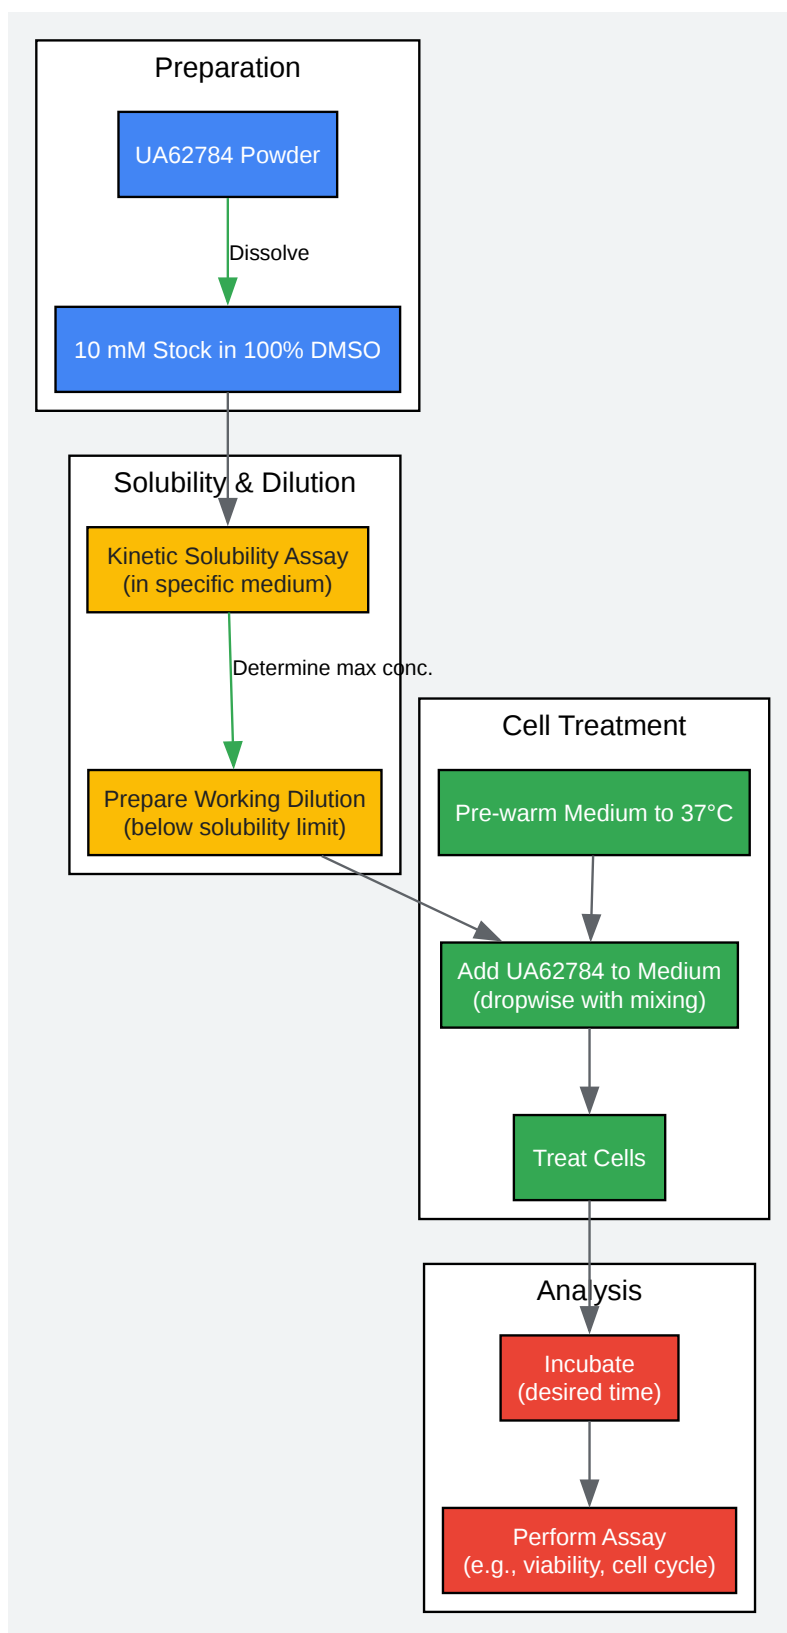 Preparation
UA62784 Powder
Dissolve
10 mM Stock in 100% DMSO
Solubility & Dilution
Kinetic Solubility Assay
(in specific medium)
Determine max conc.
Prepare Working Dilution
(below solubility limit)
Cell Treatment
Pre-warm Medium to 37°C
Add UA62784 to Medium
(dropwise with mixing)
Treat Cells
Analysis
Incubate
(desired time)
Perform Assay
(e.g., viability, cell cycle)